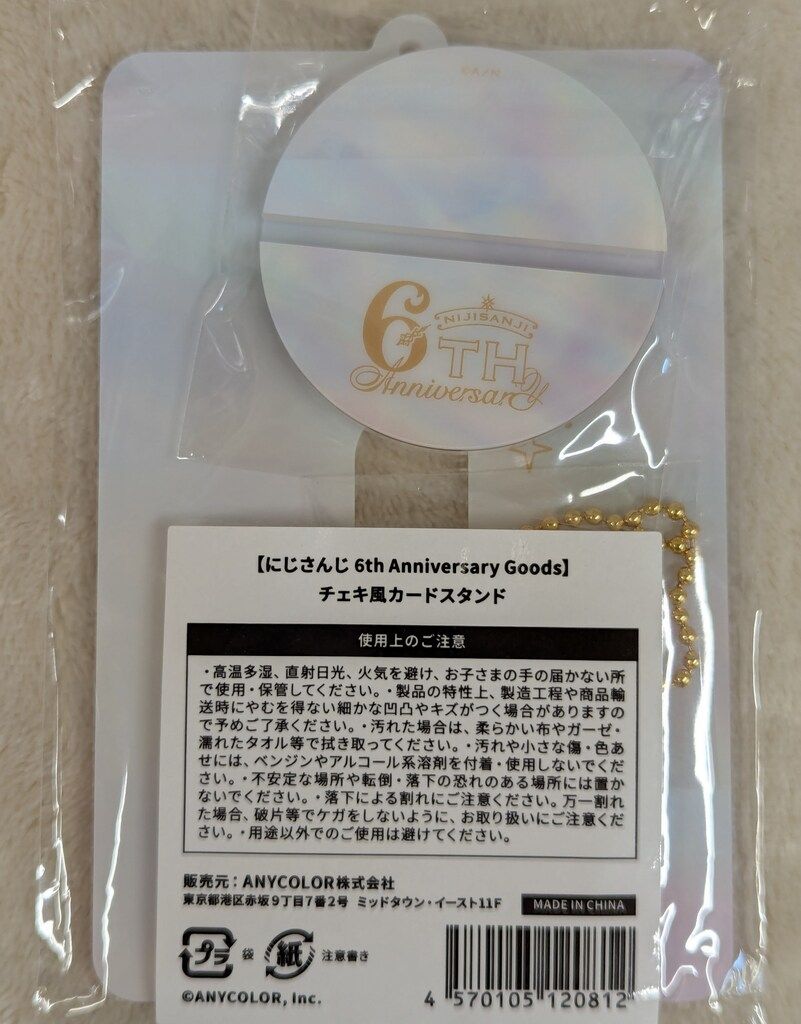 ©A/N
NIJISANJI
6TH
Anniversary
【にじさんじ 6th Anniversary Goods】
チェキ風カードスタンド
使用上のご注意
・高温多湿、直射日光、火気を避け、お子さまの手の届かない所
で使用・保管してください。・製品の特性上、製造工程や商品輸
送時にやむを得ない細かな凹凸やキズがつく場合がありますの
で予めご了承ください。・汚れた場合は、柔らかい布やガーゼ・
濡れたタオル等で拭き取ってください。・汚れや小さな傷・色あ
せには、ベンジンやアルコール系溶剤を付着・使用しないでくだ
さい。・不安定な場所や転倒・落下の恐れのある場所には置か
ないでください。・落下による割れにご注意ください。万一割れ
た場合、破片等でケガをしないように、お取り扱いにご注意くだ
さい。・用途以外でのご使用は避けてください。
販売元：ANYCOLOR株式会社
東京都港区赤坂9丁目7番2号 ミッドタウン・イースト11F
MADE IN CHINA
プラ 袋 紙 注意書き
©ANYCOLOR, Inc.
4 570105 120812